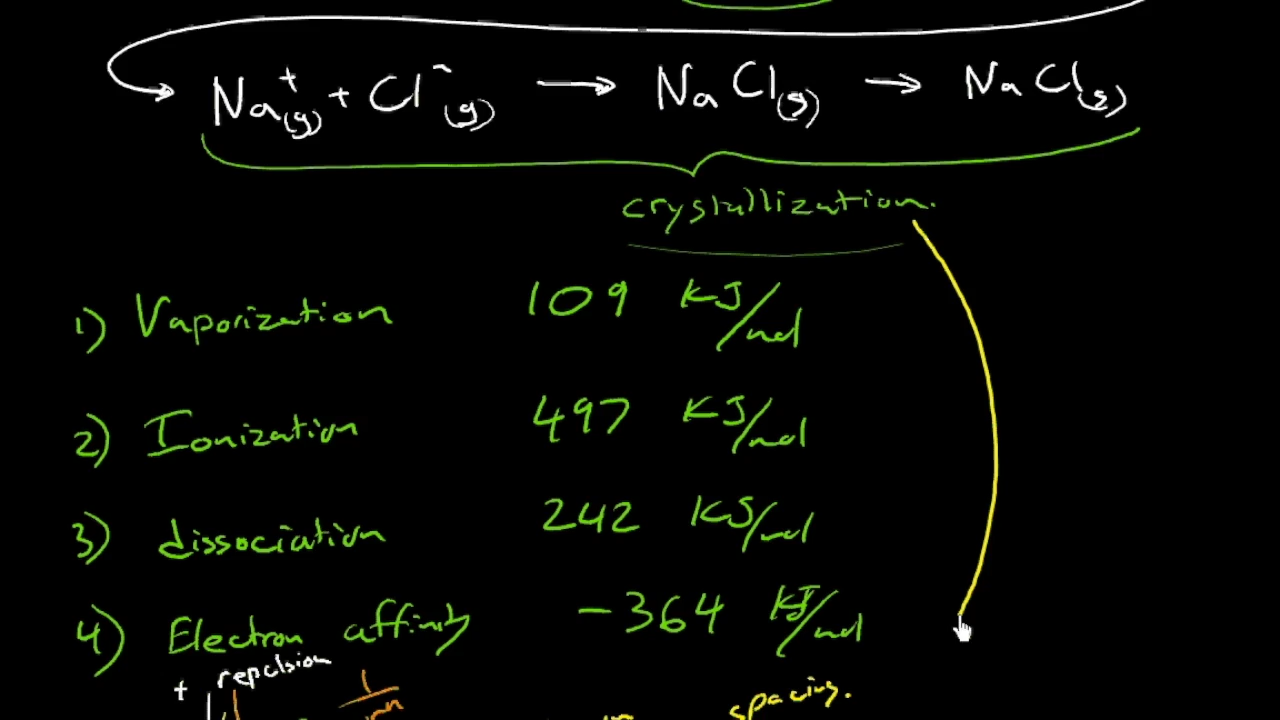 Na⁺(g) + Cl⁻(g) → NaCl(g) → NaCl(s)
crystallization.
1) Vaporization 109 KJ/mol
2) Ionization 497 KJ/mol
3) dissociation 242 KJ/mol
4) Electron affinity -364 KJ/mol
+ repulsion
1
spacing.